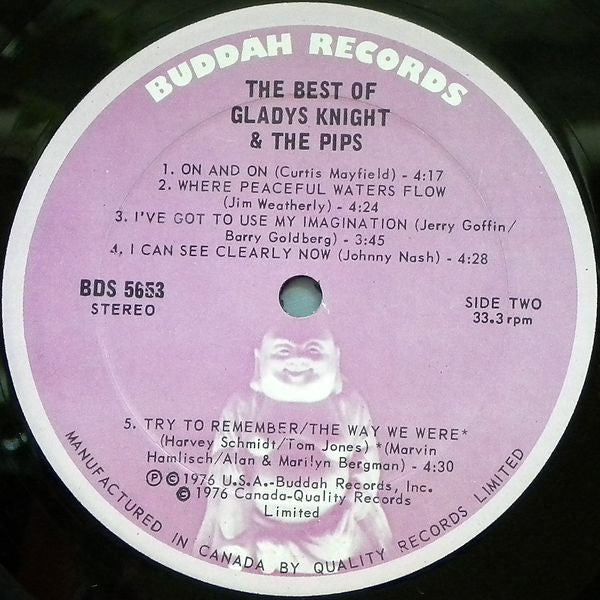 BUDDAH RECORDS
THE BEST OF
GLADYS KNIGHT
& THE PIPS
1. ON AND ON (Curtis Mayfield) - 4:17
2. WHERE PEACEFUL WATERS FLOW
(Jim Weatherly) - 4:24
3. I'VE GOT TO USE MY IMAGINATION (Jerry Goffin/
Barry Goldberg) - 3:45
4. I CAN SEE CLEARLY NOW (Johnny Nash) - 4:28
BDS 5653
STEREO
SIDE TWO
33.3 rpm
5. TRY TO REMEMBER/THE WAY WE WERE*
(Harvey Schmidt/Tom Jones) *(Marvin
Hamlisch/Alan & Marilyn Bergman) - 4:30
Ⓟ © 1976 U.S.A.-Buddah Records, Inc.
© 1976 Canada-Quality Records
Limited
MANUFACTURED IN CANADA BY QUALITY RECORDS LIMITED